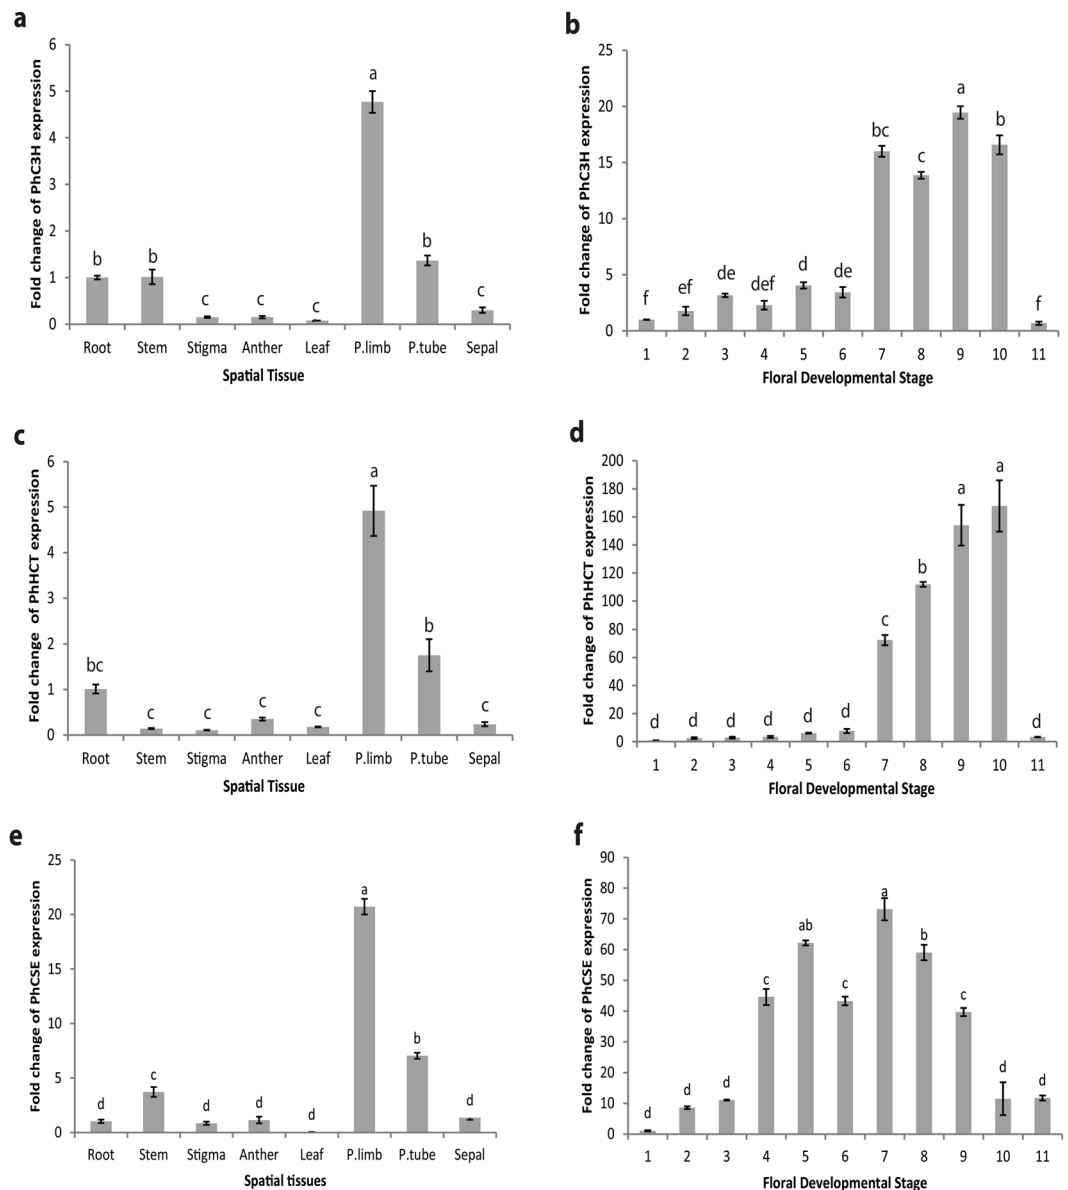 a
Fold change of PhC3H expression
6
5
4
3
2
1
0
b b c c c a b c
Root Stem Stigma Anther Leaf P.limb P.tube Sepal
Spatial Tissue
b
Fold change of PhC3H expression
25
20
15
10
5
0
f ef de def d de bc c a b f
1 2 3 4 5 6 7 8 9 10 11
Floral Developmental Stage
c
Fold change of PhHCT expression
6
5
4
3
2
1
0
bc c c c c a b c
Root Stem Stigma Anther Leaf P.limb P.tube Sepal
Spatial Tissue
d
Fold change of PhHCT expression
200
180
160
140
120
100
80
60
40
20
0
d d d d d d c b a a d
1 2 3 4 5 6 7 8 9 10 11
Floral Developmental Stage
e
Fold change of PhCSE expression
25
20
15
10
5
0
d c d d d a b d
Root Stem Stigma Anther Leaf P.limb P.tube Sepal
Spatial tissues
f
Fold change of PhCSE expression
90
80
70
60
50
40
30
20
10
0
d d d c ab c a b c d d
1 2 3 4 5 6 7 8 9 10 11
Floral Developmental Stage